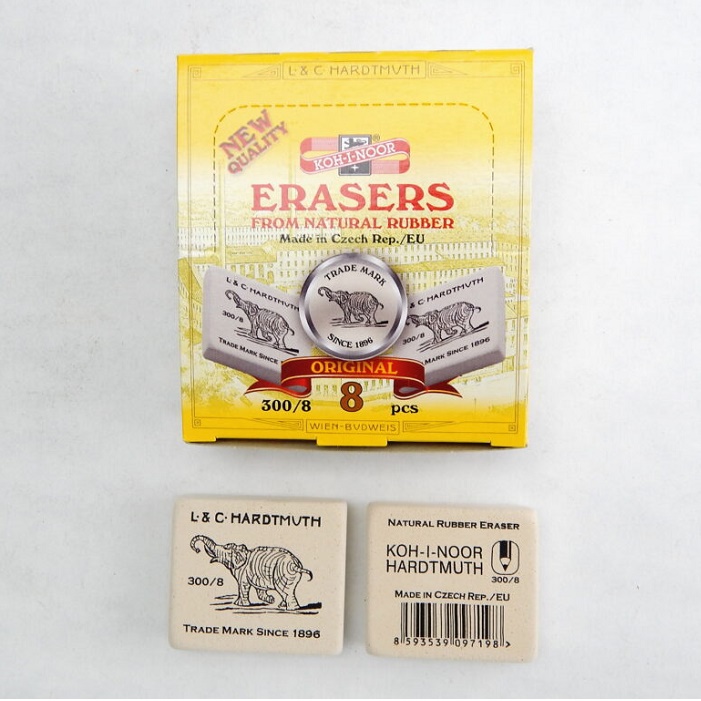 L·& C·HARDTMVTH
NEW
QUALITY
KOH-I-NOOR
®
ERASERS
FROM NATURAL RUBBER
Made in Czech Rep./EU
TRADE MARK
SINCE 1896
L·& C·HARDTMUTH
300/8
TRADE MARK SINCE
& C·HARDTMUTH
300/8
MARK SINCE 1896
ORIGINAL
300/8 8 pcs
WIEN-BVDWEIS
L·& C·HARDTMUTH
300/8
TRADE MARK SINCE 1896
NATURAL RUBBER ERASER
KOH-I-NOOR
HARDTMUTH
300/8
MADE IN CZECH REP./EU
8 593539 097198 >